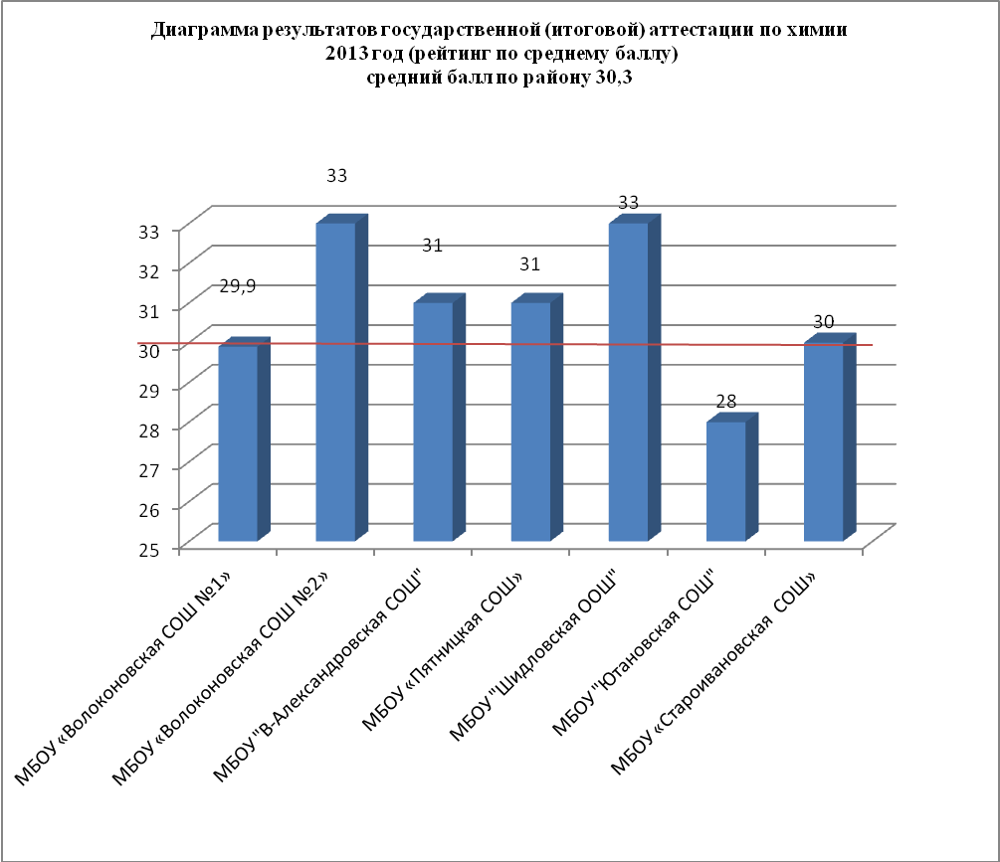 Диаграмма результатов государственной (итоговой) аттестации по химии
2013 год (рейтинг по среднему баллу)
средний балл по району 30,3
33
32
31
30
29
28
27
26
25
29,9
33
31
31
33
28
30
МБОУ «Волоконовская СОШ №1»
МБОУ «Волоконовская СОШ №2»
МБОУ "В-Александровская СОШ"
МБОУ «Пятницкая СОШ»
МБОУ "Шидловская ООШ"
МБОУ "Ютановская СОШ"
МБОУ «Староивановская СОШ»